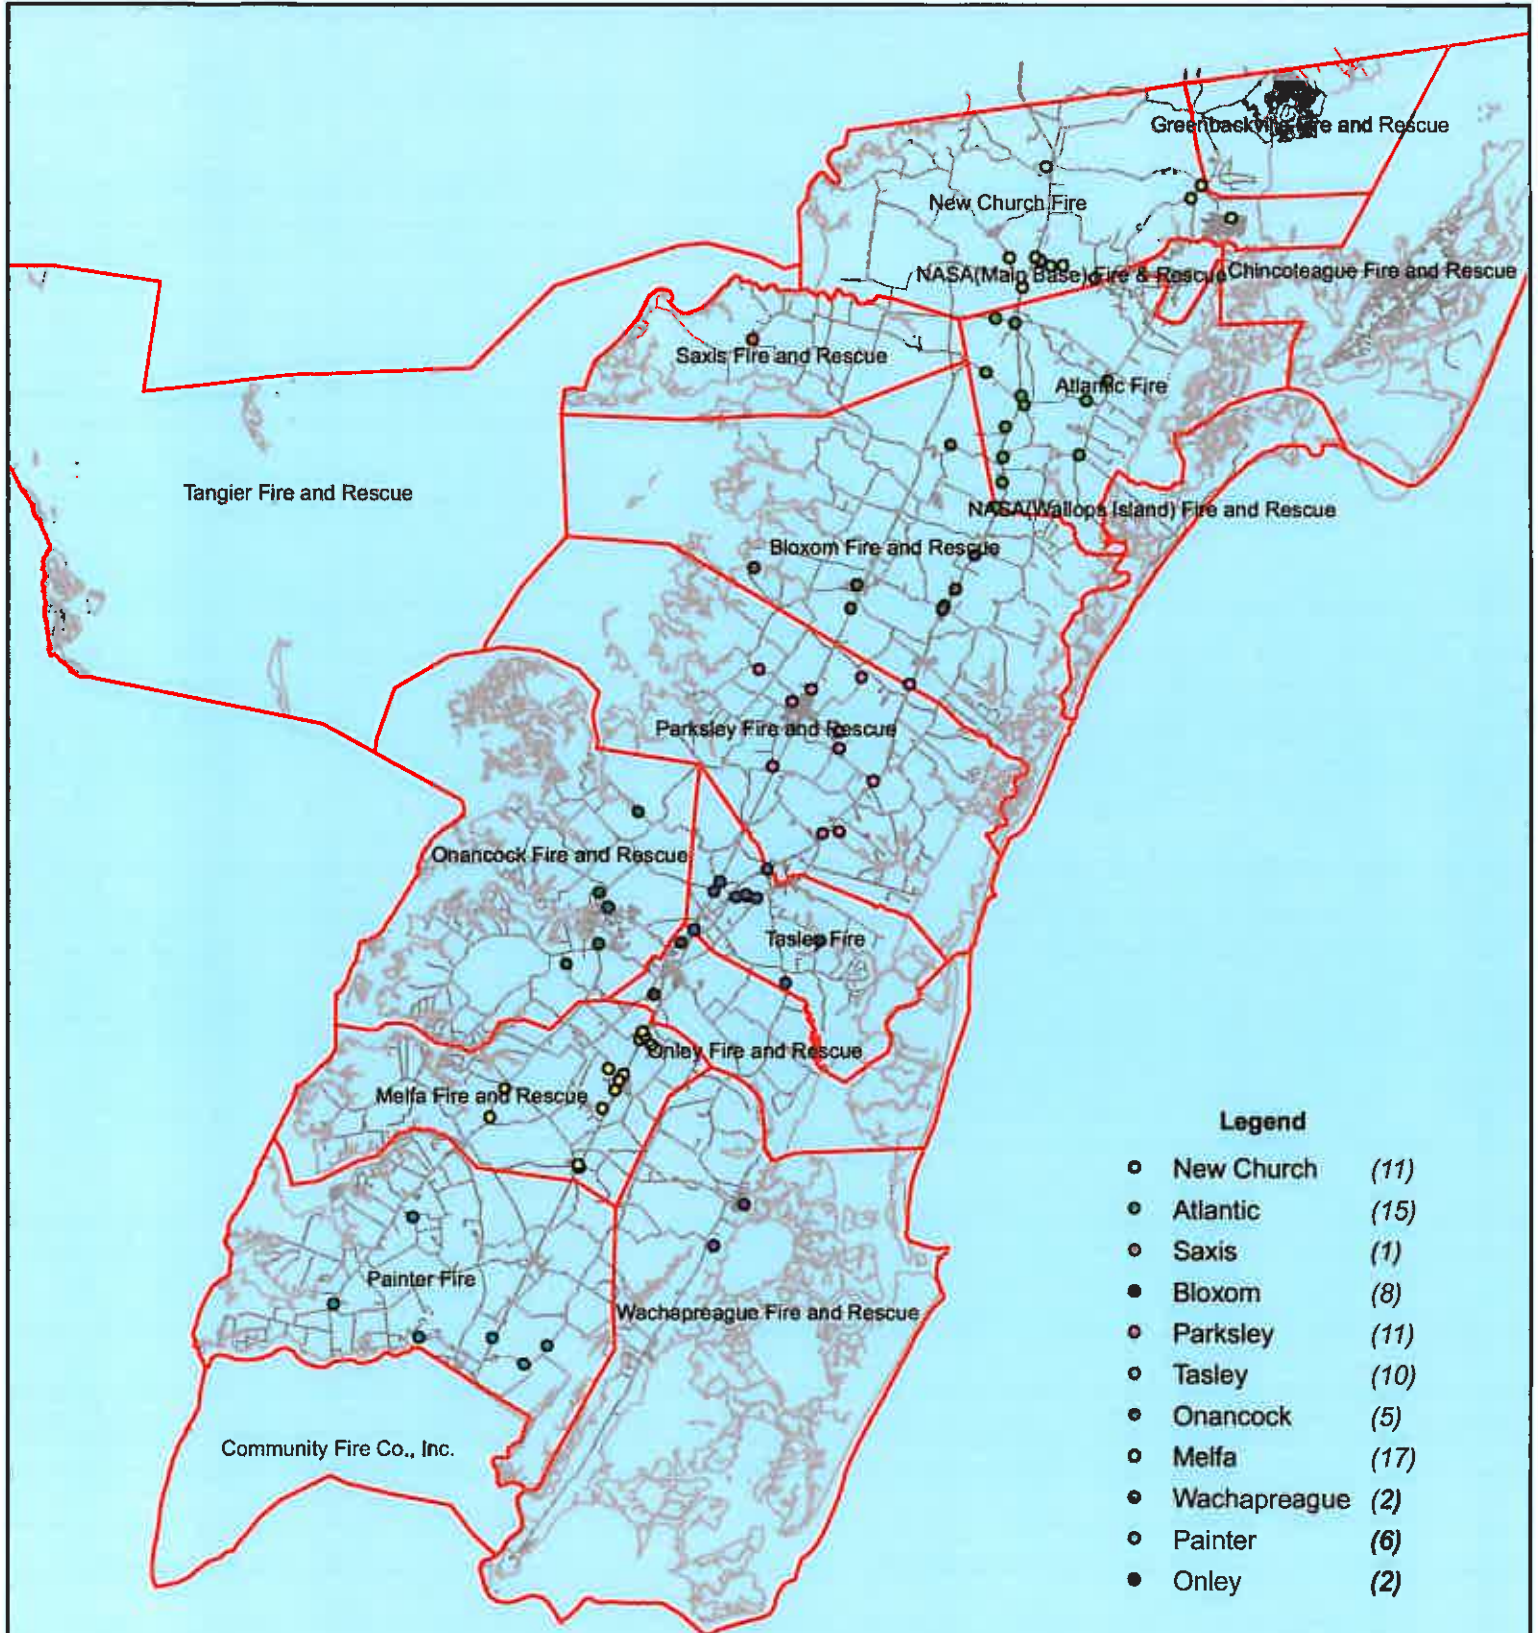 Greenbackville Fire and Rescue
New Church Fire
NASA(Main Base) Fire & Rescue
Chincoteague Fire and Rescue
Saxis Fire and Rescue
Atlantic Fire
Tangier Fire and Rescue
NASA(Wallops Island) Fire and Rescue
Bloxom Fire and Rescue
Parksley Fire and Rescue
Onancock Fire and Rescue
Tasley Fire
Onley Fire and Rescue
Melfa Fire and Rescue
Painter Fire
Wachapreague Fire and Rescue
Community Fire Co., Inc.
Legend
New Church (11)
Atlantic (15)
Saxis (1)
Bloxom (8)
Parksley (11)
Tasley (10)
Onancock (5)
Melfa (17)
Wachapreague (2)
Painter (6)
Onley (2)